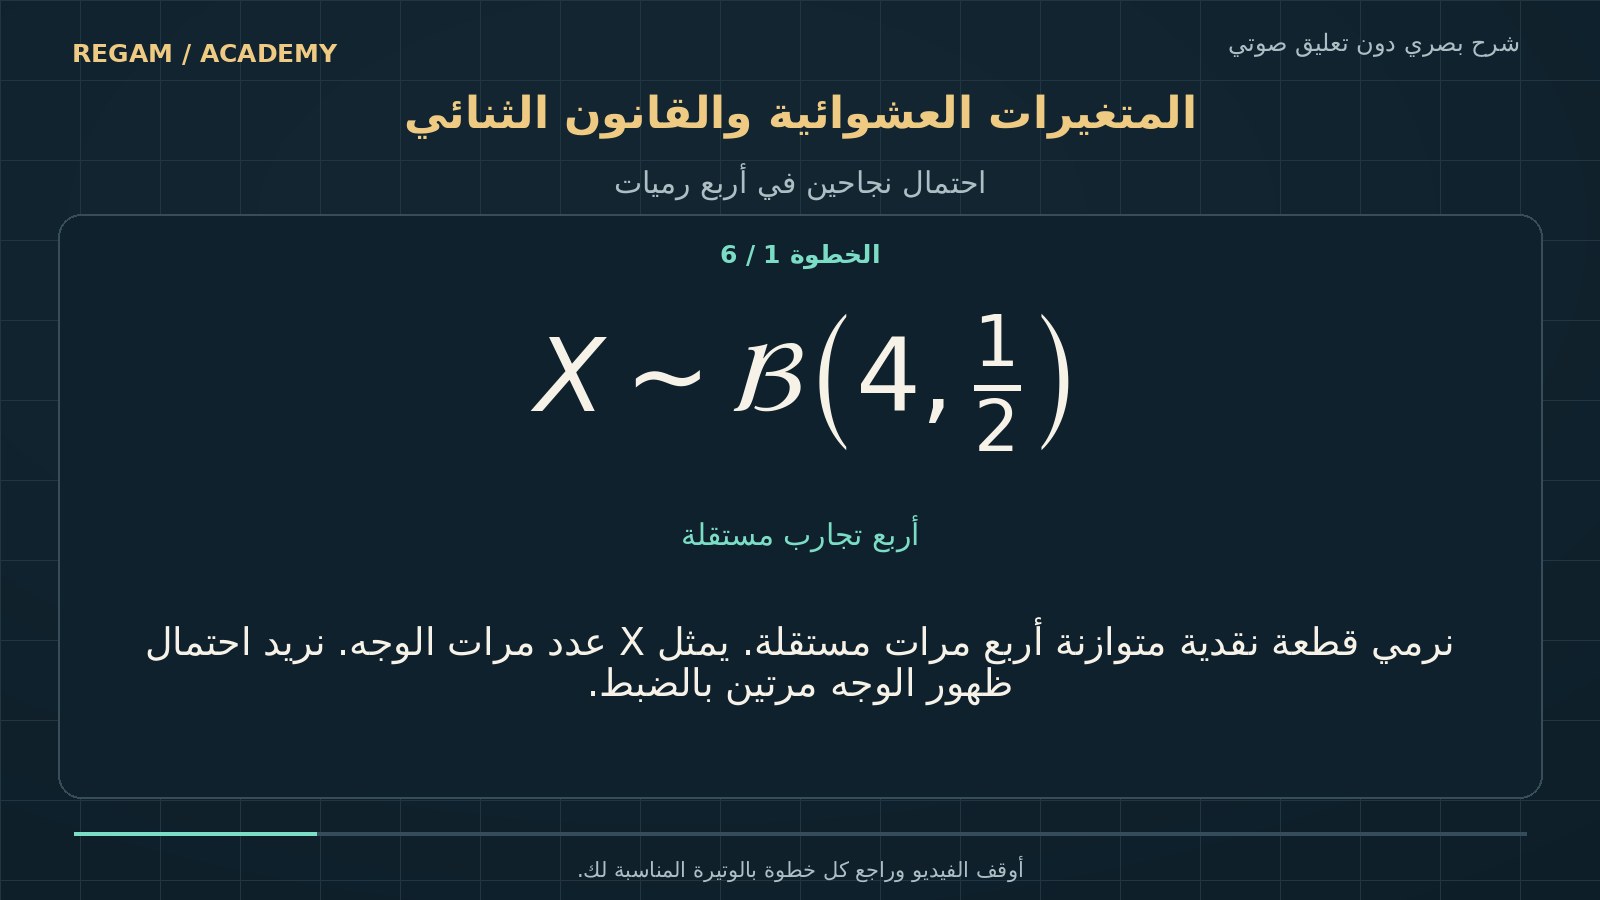 REGAM / ACADEMY
شرح بصري دون تعليق صوتي
المتغيرات العشوائية والقانون الثنائي
احتمال نجاحين في أربع رميات
الخطوة 1 / 6
X ~ ℬ(4, 1/2)
أربع تجارب مستقلة
نرمي قطعة نقدية متوازنة أربع مرات مستقلة. يمثل X عدد مرات الوجه. نريد احتمال
ظهور الوجه مرتين بالضبط.
أوقف الفيديو وراجع كل خطوة بالوتيرة المناسبة لك.